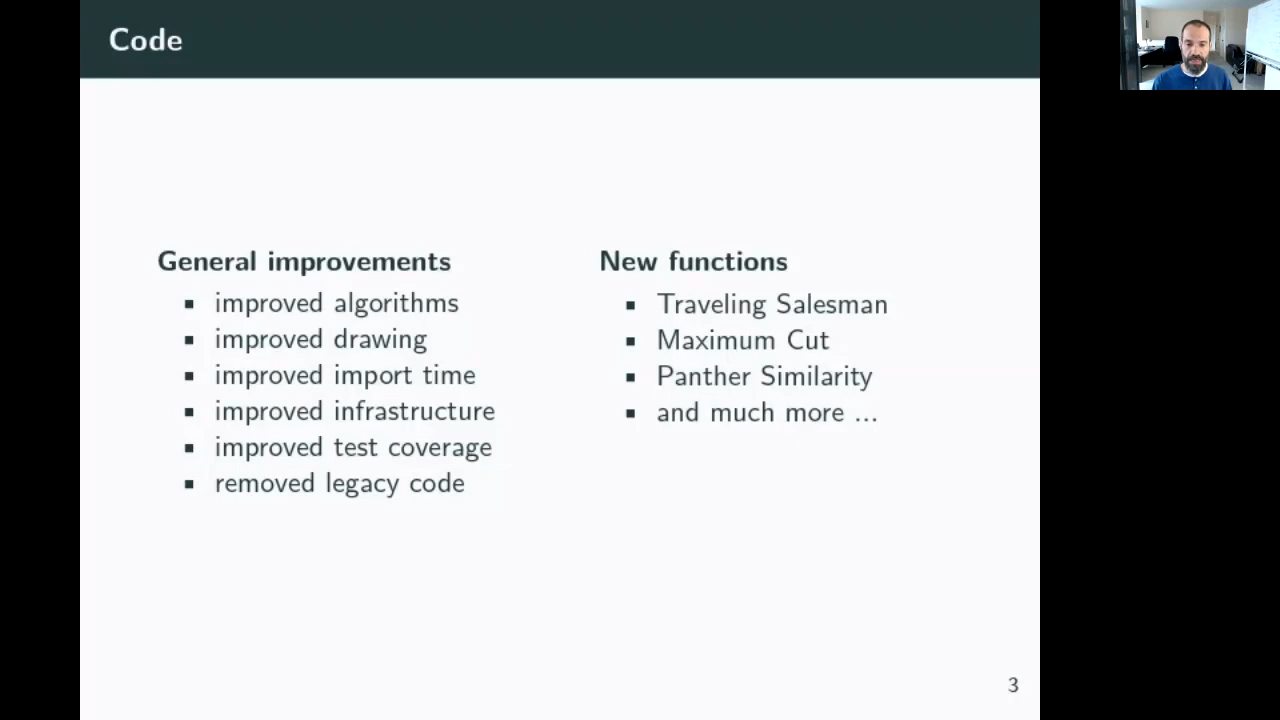 Code
General improvements
improved algorithms
improved drawing
improved import time
improved infrastructure
improved test coverage
removed legacy code
New functions
Traveling Salesman
Maximum Cut
Panther Similarity
and much more ...
3